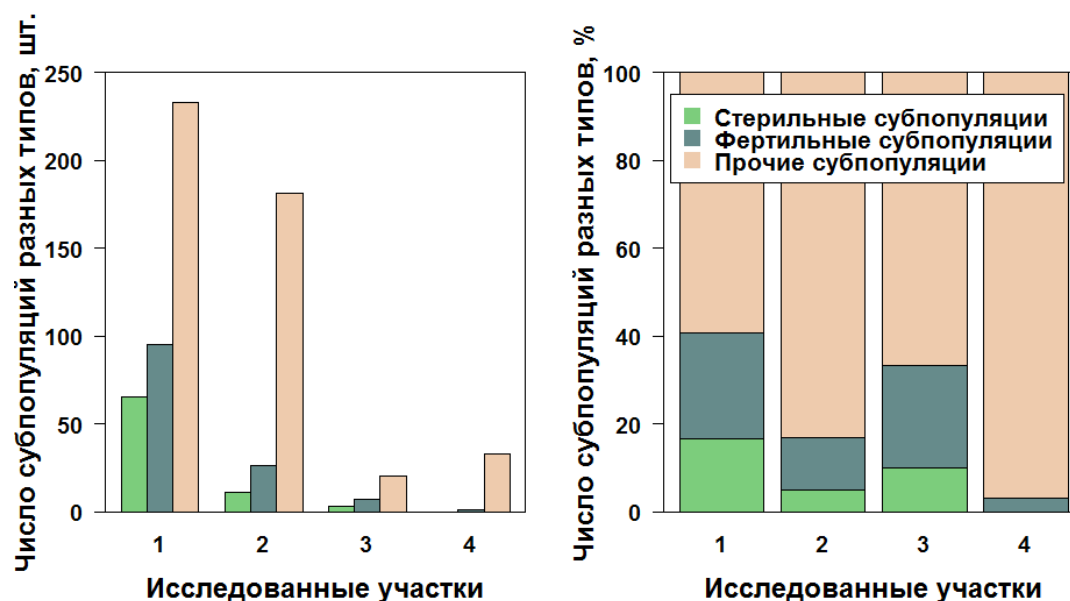 Число субпопуляций разных типов, шт.
250
200
150
100
50
0
1 2 3 4
Исследованные участки
Число субпопуляций разных типов, %
100
80
60
40
20
0
Стерильные субпопуляции
Фертильные субпопуляции
Прочие субпопуляции
1 2 3 4
Исследованные участки